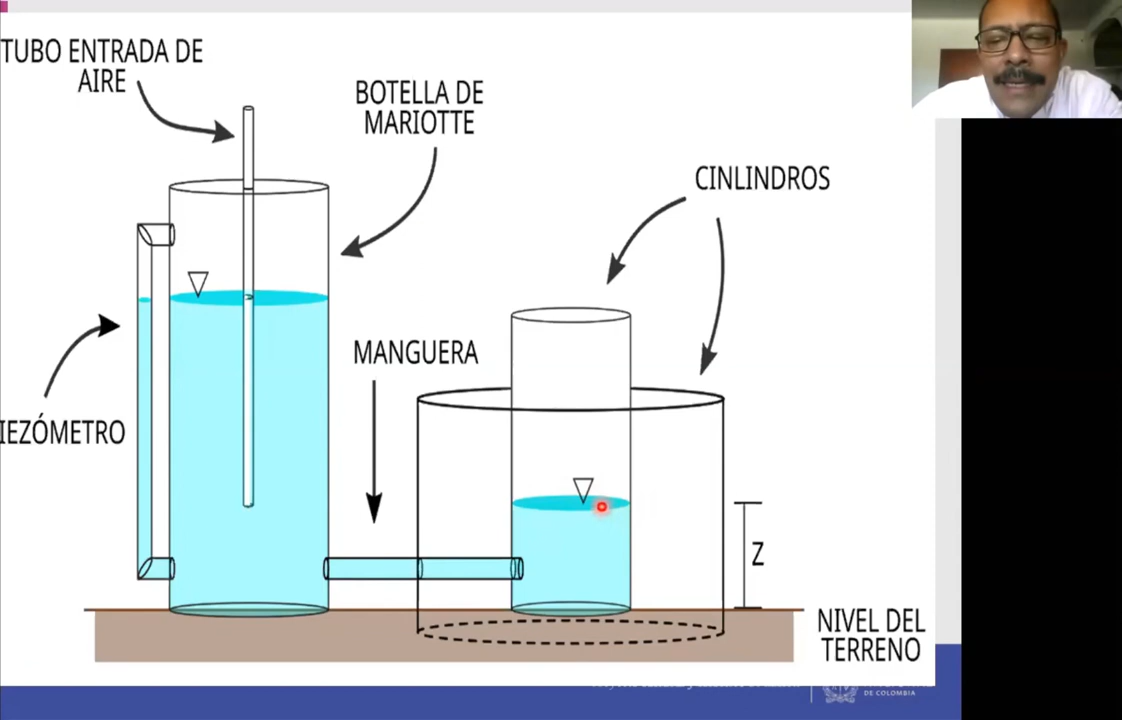 TUBO ENTRADA DE
AIRE
BOTELLA DE
MARIOTTE
CINLINDROS
MANGUERA
IEZÓMETRO
Z
NIVEL DEL
TERRENO
DE COLOMBIA